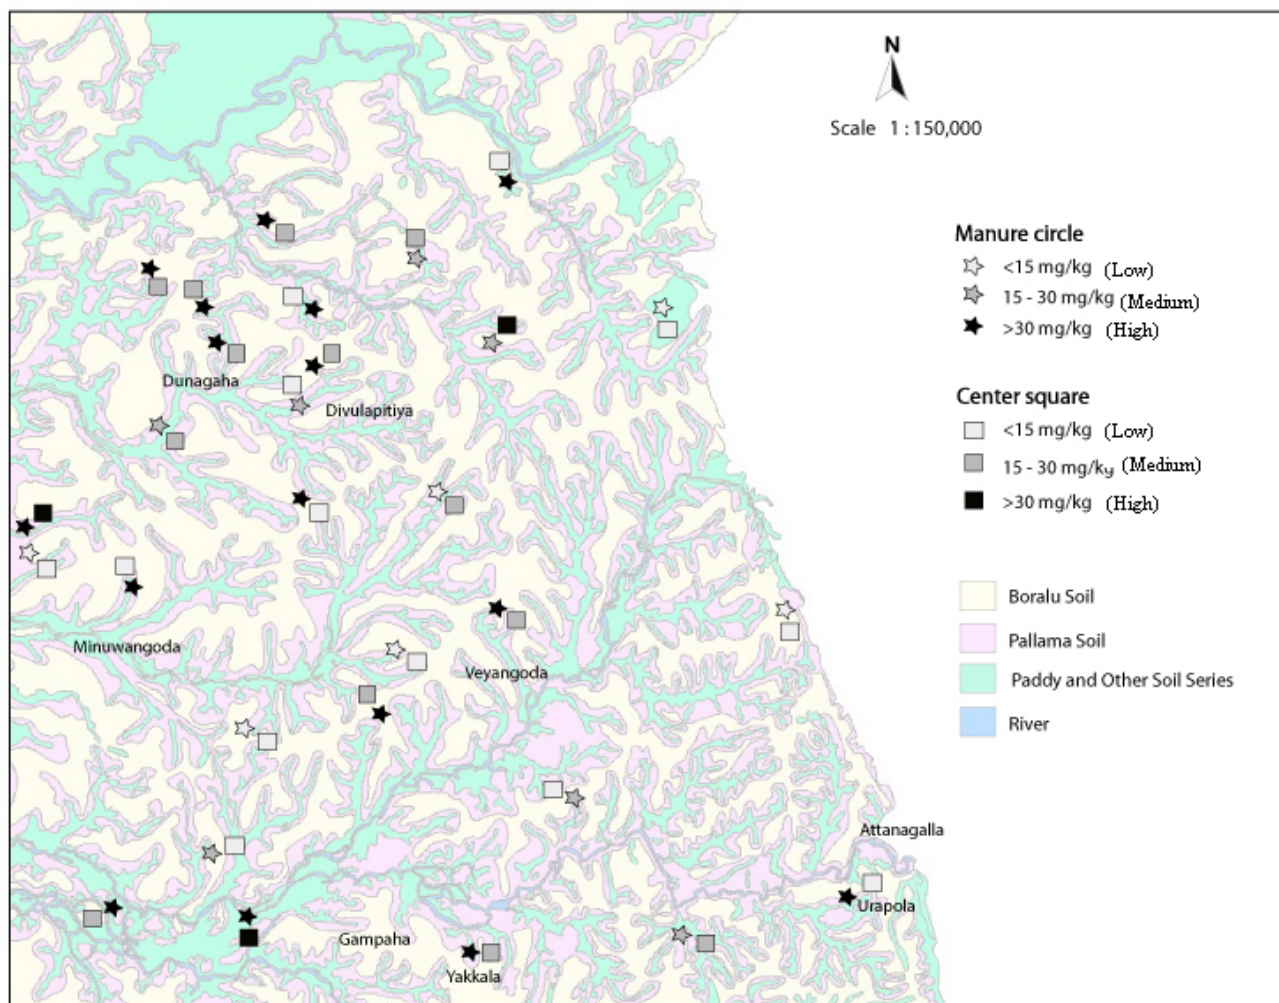 N
Scale 1 : 150,000
Manure circle
<15 mg/kg (Low)
15 - 30 mg/kg (Medium)
>30 mg/kg (High)
Center square
<15 mg/kg (Low)
15 - 30 mg/kg (Medium)
>30 mg/kg (High)
Boralu Soil
Pallama Soil
Paddy and Other Soil Series
River
Dunagaha
Divulapitiya
Minuwangoda
Veyangoda
Attanagalla
Urapola
Gampaha
Yakkala